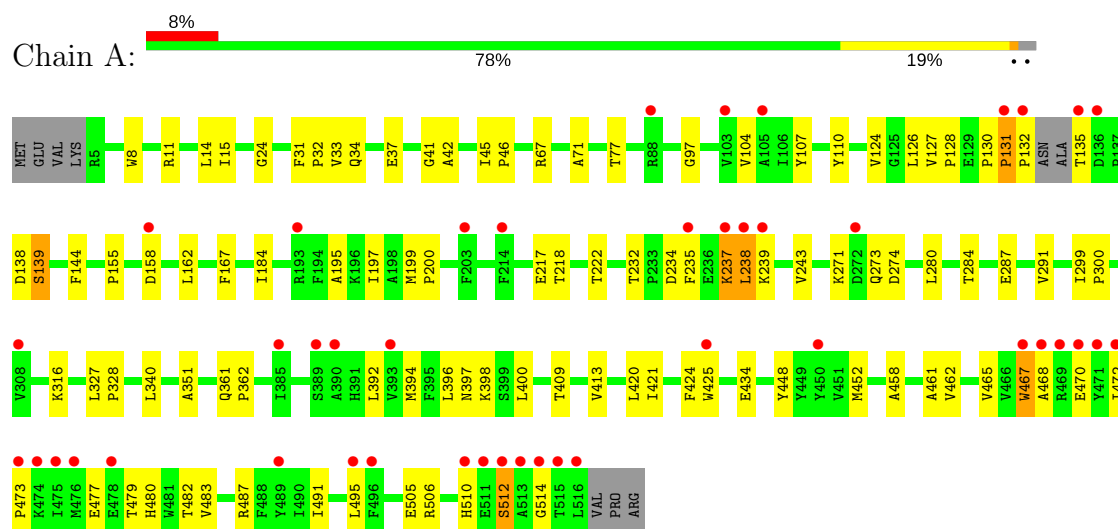 8%
Chain A:
78% 19% • •
MET GLU VAL LYS R5 W8 R11 L14 I15 G24 F31 P32 V33 Q34 E37 G41 A42 I45 P46 R67 A71 T77 R88 G97 V103 V104 A105 I106 Y107 Y110 V124 G125 L126 V127 P128 E129 P130 P131 P132 ASN ALA T135 D136 P137
D138 S139 F144 P155 D158 L162 F167 I184 R193 F194 A195 K196 I197 A198 M199 P200 F203 F214 E217 T218 T222 T232 P233 D234 F235 E236 K237 L238 K239 V243 K271 D272 Q273 D274 L280 T284 E287 V291 I299 P300
V308 K316 L327 P328 L340 A351 Q361 P362 I385 S389 A390 H391 L392 V393 M394 F395 L396 N397 K398 S399 L400 T409 V413 L420 I421 F424 W425 E434 Y448 Y449 Y450 V451 M452 A458 A461 V462 V465 V466 W467 A468 R469 E470 Y471 I472
P473 K474 I475 M476 E477 E478 T479 H480 W481 T482 V483 R487 F488 Y489 I490 I491 L495 F496 E505 R506 H510 E511 S512 A513 G514 T515 L516 VAL PRO ARG